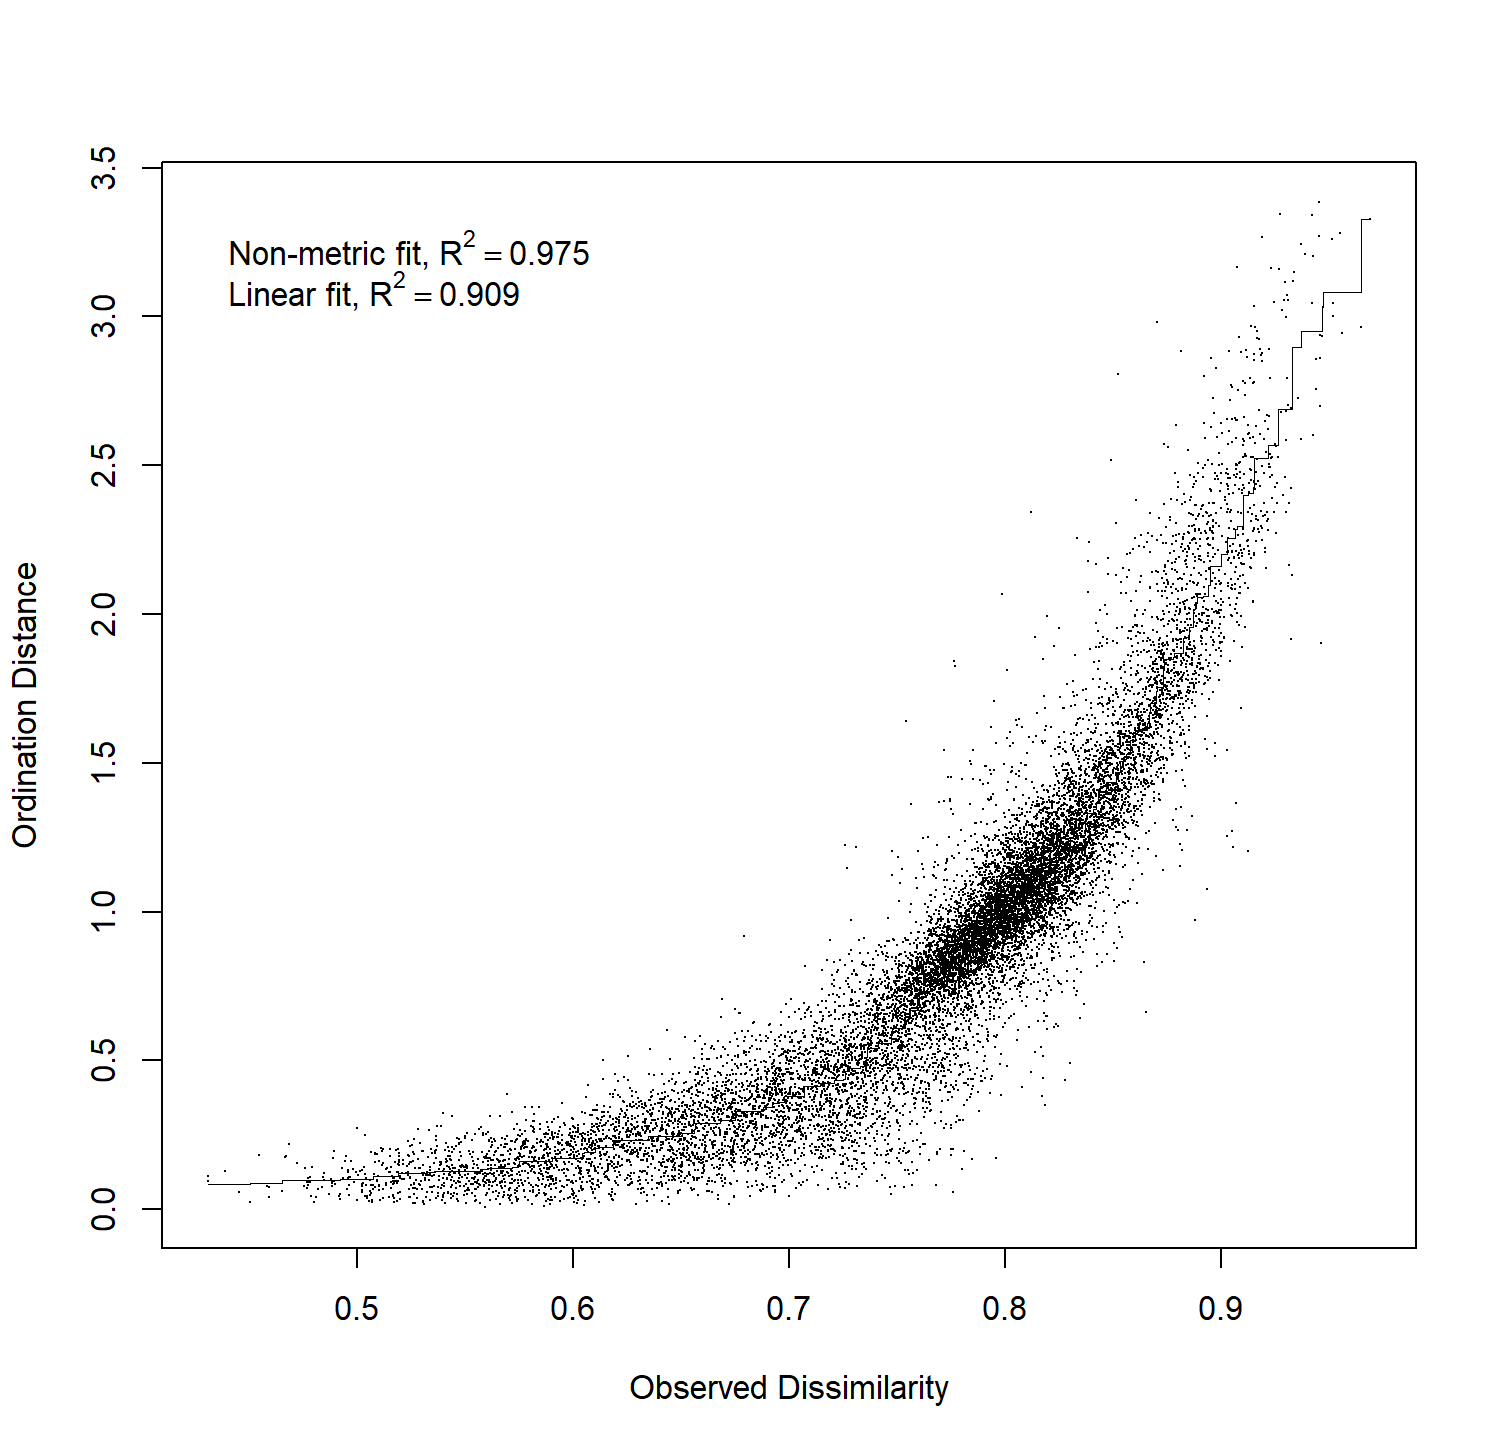 Non-metric fit, R² = 0.975
Linear fit, R² = 0.909
Ordination Distance
3.5
3.0
2.5
2.0
1.5
1.0
0.5
0.0
0.5 0.6 0.7 0.8 0.9
Observed Dissimilarity